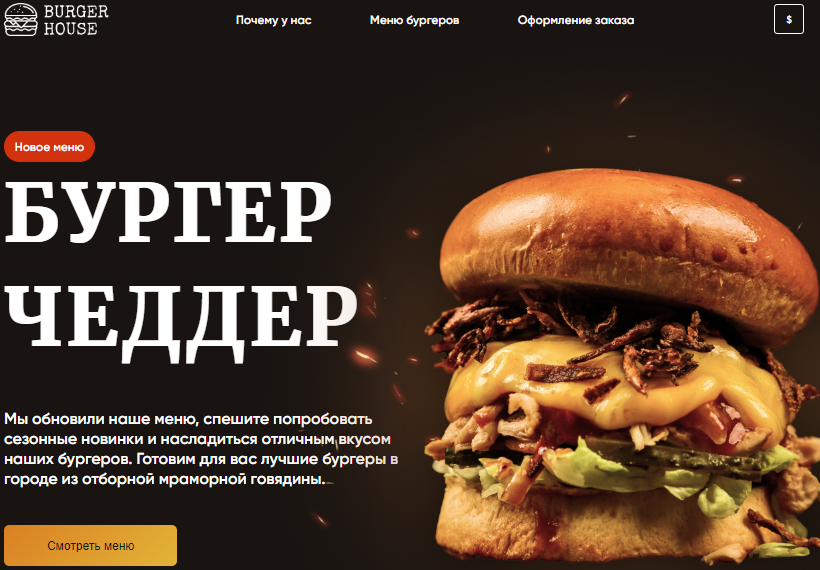 BURGER
HOUSE
Почему у нас
Меню бургеров
Оформление заказа
$
Новое меню
БУРГЕР
ЧЕДДЕР
Мы обновили наше меню, спешите попробовать
сезонные новинки и насладиться отличным вкусом
наших бургеров. Готовим для вас лучшие бургеры в
городе из отборной мраморной говядины.
Смотреть меню